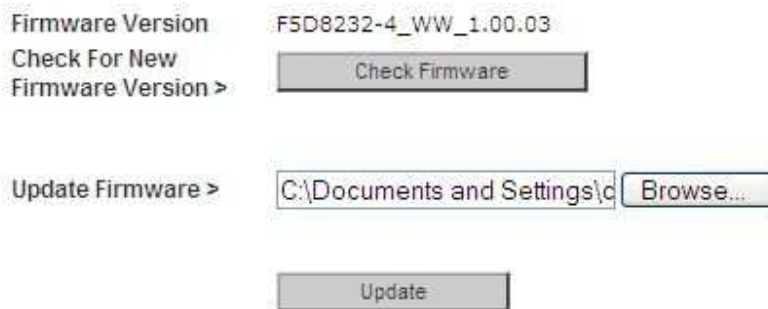 Firmware Version F5D8232-4_WW_1.00.03
Check For New
Firmware Version > Check Firmware
Update Firmware > C:\Documents and Settings\c Browse...
Update